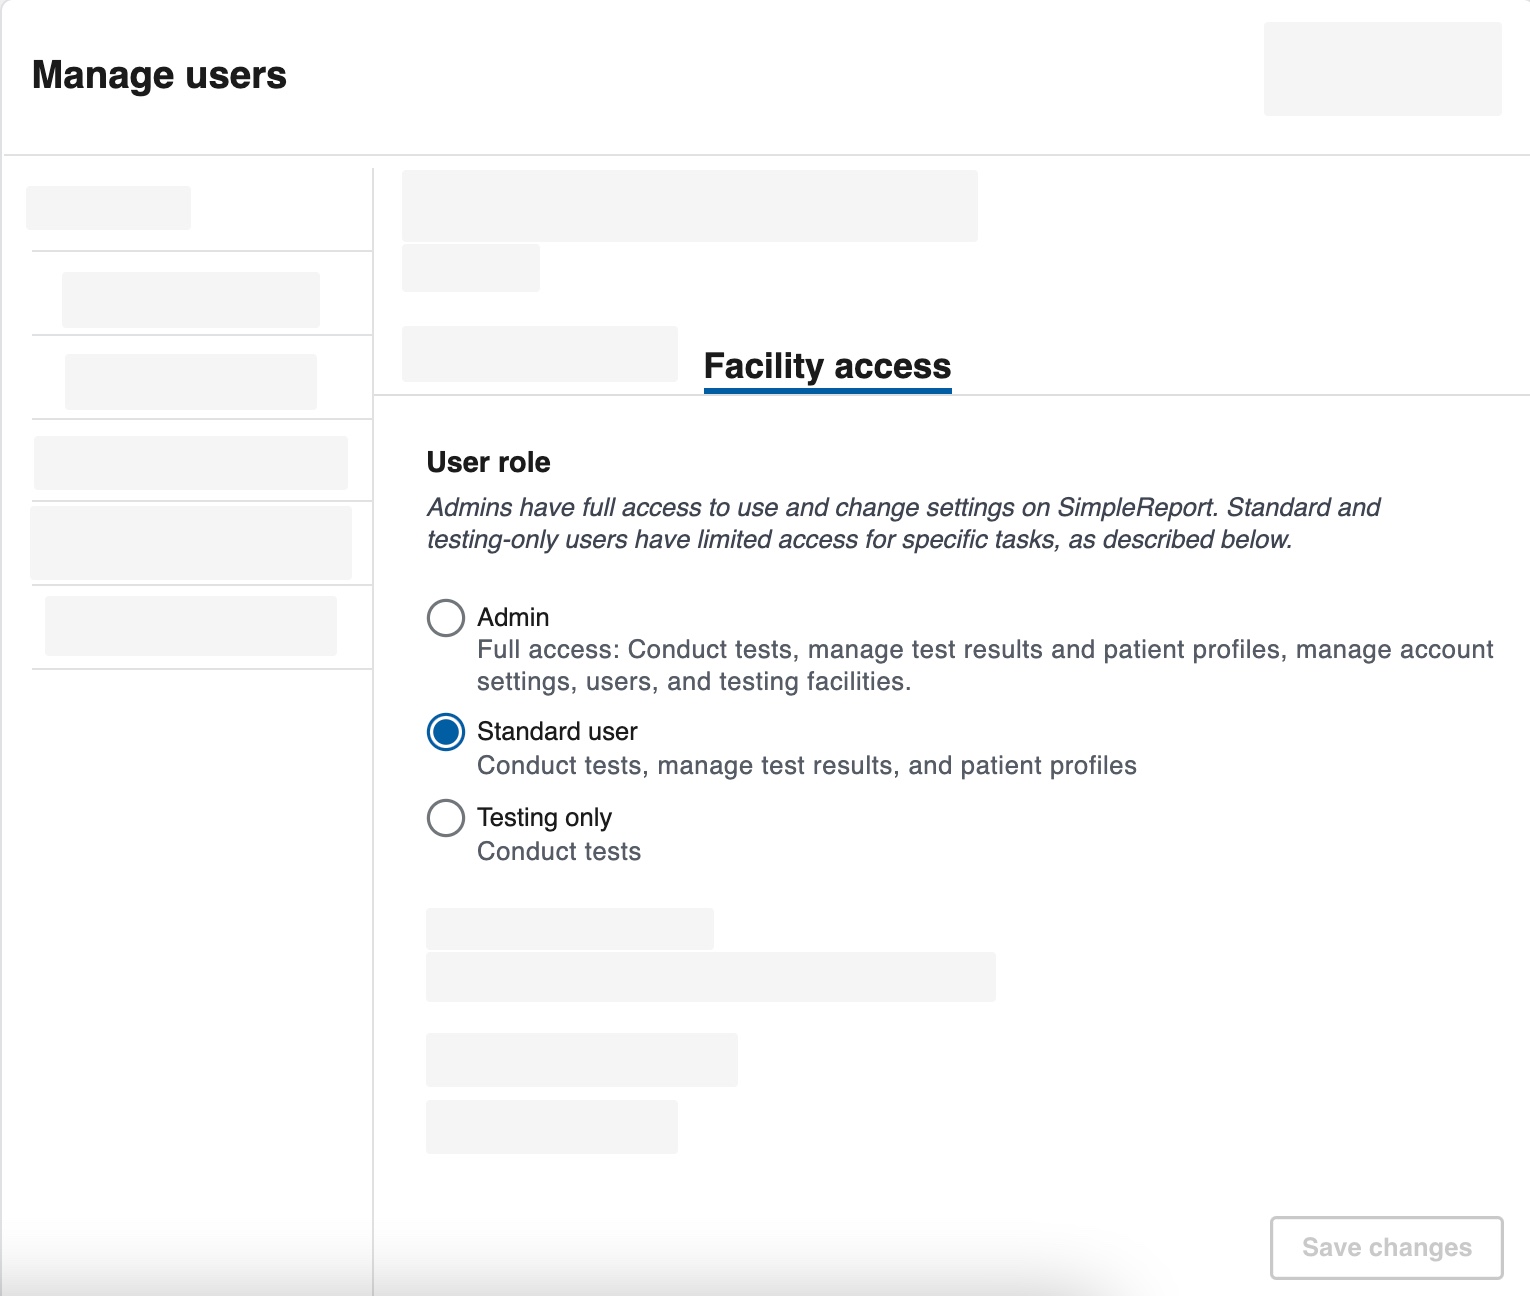 Manage users
Facility access
User role
Admins have full access to use and change settings on SimpleReport. Standard and
testing-only users have limited access for specific tasks, as described below.
Admin
Full access: Conduct tests, manage test results and patient profiles, manage account
settings, users, and testing facilities.
Standard user
Conduct tests, manage test results, and patient profiles
Testing only
Conduct tests
Save changes